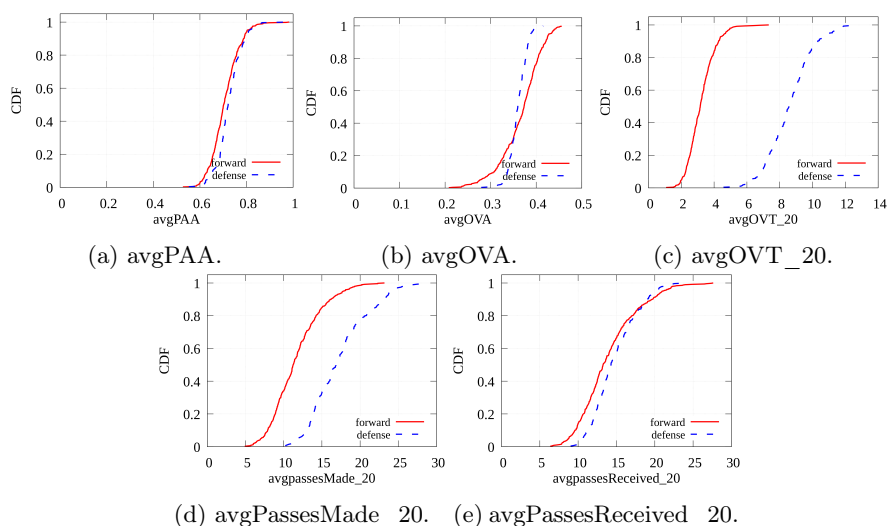 1
0.8
0.6
0.4
0.2
0
CDF
0 0.2 0.4 0.6 0.8 1
avgPAA
forward
defense
(a) avgPAA.
1
0.8
0.6
0.4
0.2
0
CDF
0 0.1 0.2 0.3 0.4 0.5
avgOVA
forward
defense
(b) avgOVA.
1
0.8
0.6
0.4
0.2
0
CDF
0 2 4 6 8 10 12 14
avgOVT_20
forward
defense
(c) avgOVT_20.
1
0.8
0.6
0.4
0.2
0
CDF
0 5 10 15 20 25 30
avgpassesMade_20
forward
defense
(d) avgPassesMade_20.
1
0.8
0.6
0.4
0.2
0
CDF
0 5 10 15 20 25 30
avgpassesReceived_20
forward
defense
(e) avgPassesReceived_20.